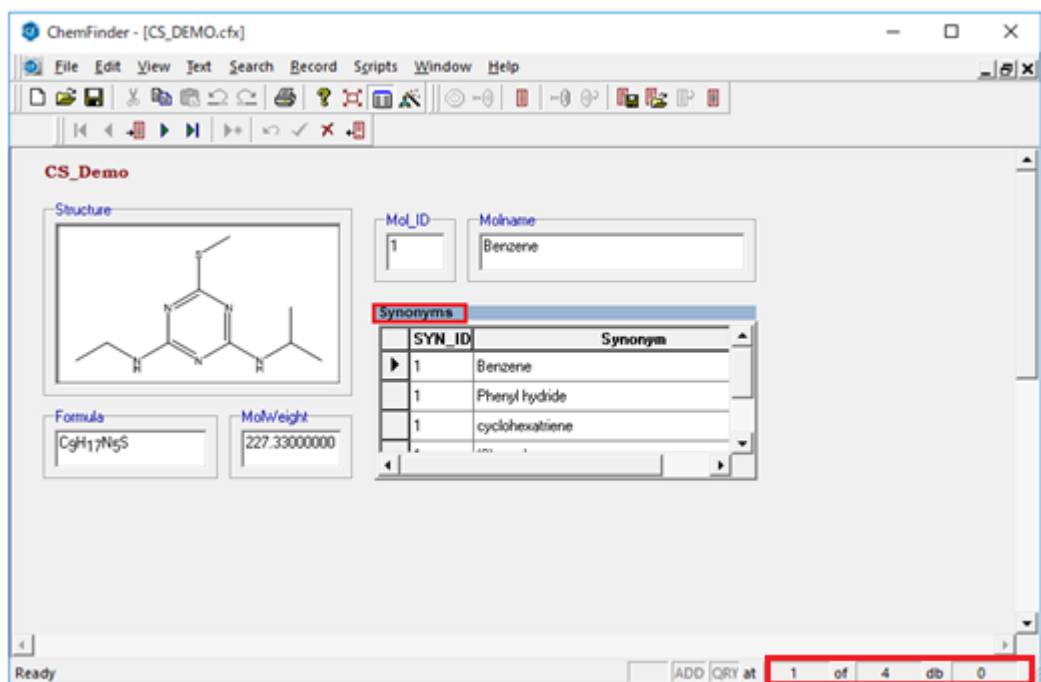 ChemFinder - [CS_DEMO.cfx]
File Edit View Text Search Record Scripts Window Help
CS_Demo
Structure
S
N N
N
N
H
N
H
Mol_ID
1
Molname
Benzene
Synonyms
SYN_ID Synonym
1 Benzene
1 Phenyl hydride
1 cyclohexatriene
Formula
C9H17N5S
MolWeight
227.33000000
Ready ADD QRY at 1 of 4 db 0